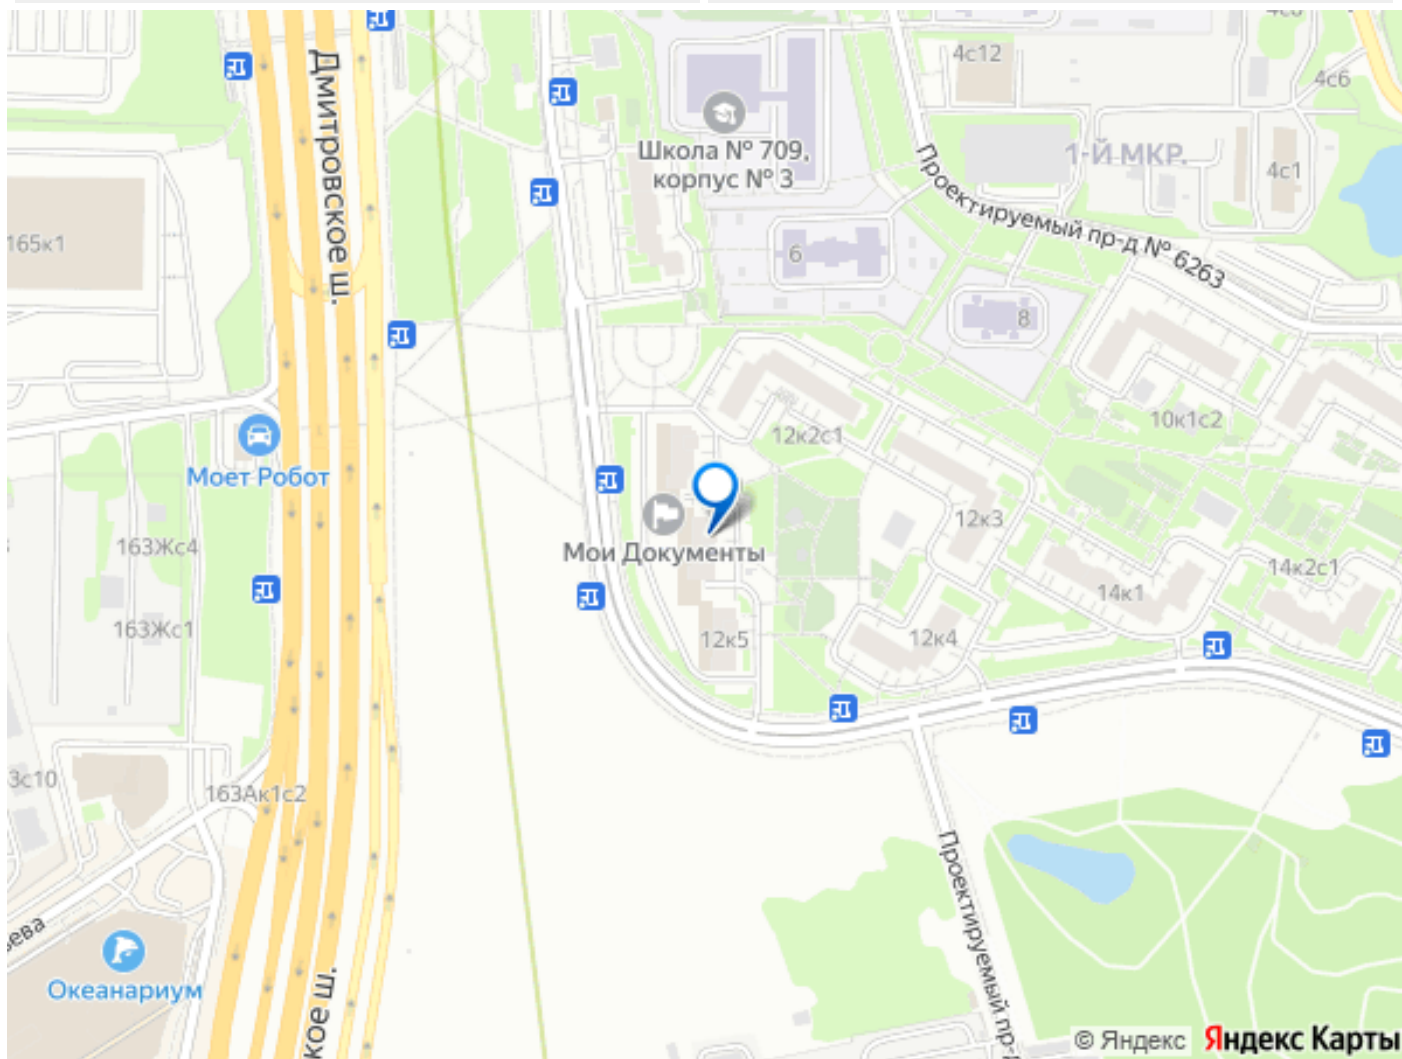 4с12
4с6
Дмитровское ш.
Школа № 709,
корпус № 3
1-Й МКР.
4с1
Проектируемый пр-д № 6263
165к1
6
8
10к1с2
12к2с1
Моет Робот
Мои Документы
12к3
163Жс4
14к2с1
14к1
163Жс1
12к5
12к4
3с10
163Ак1с2
Проектируемый пр-
ьева
Океанариум
кое ш.
© Яндекс Яндекс Карты